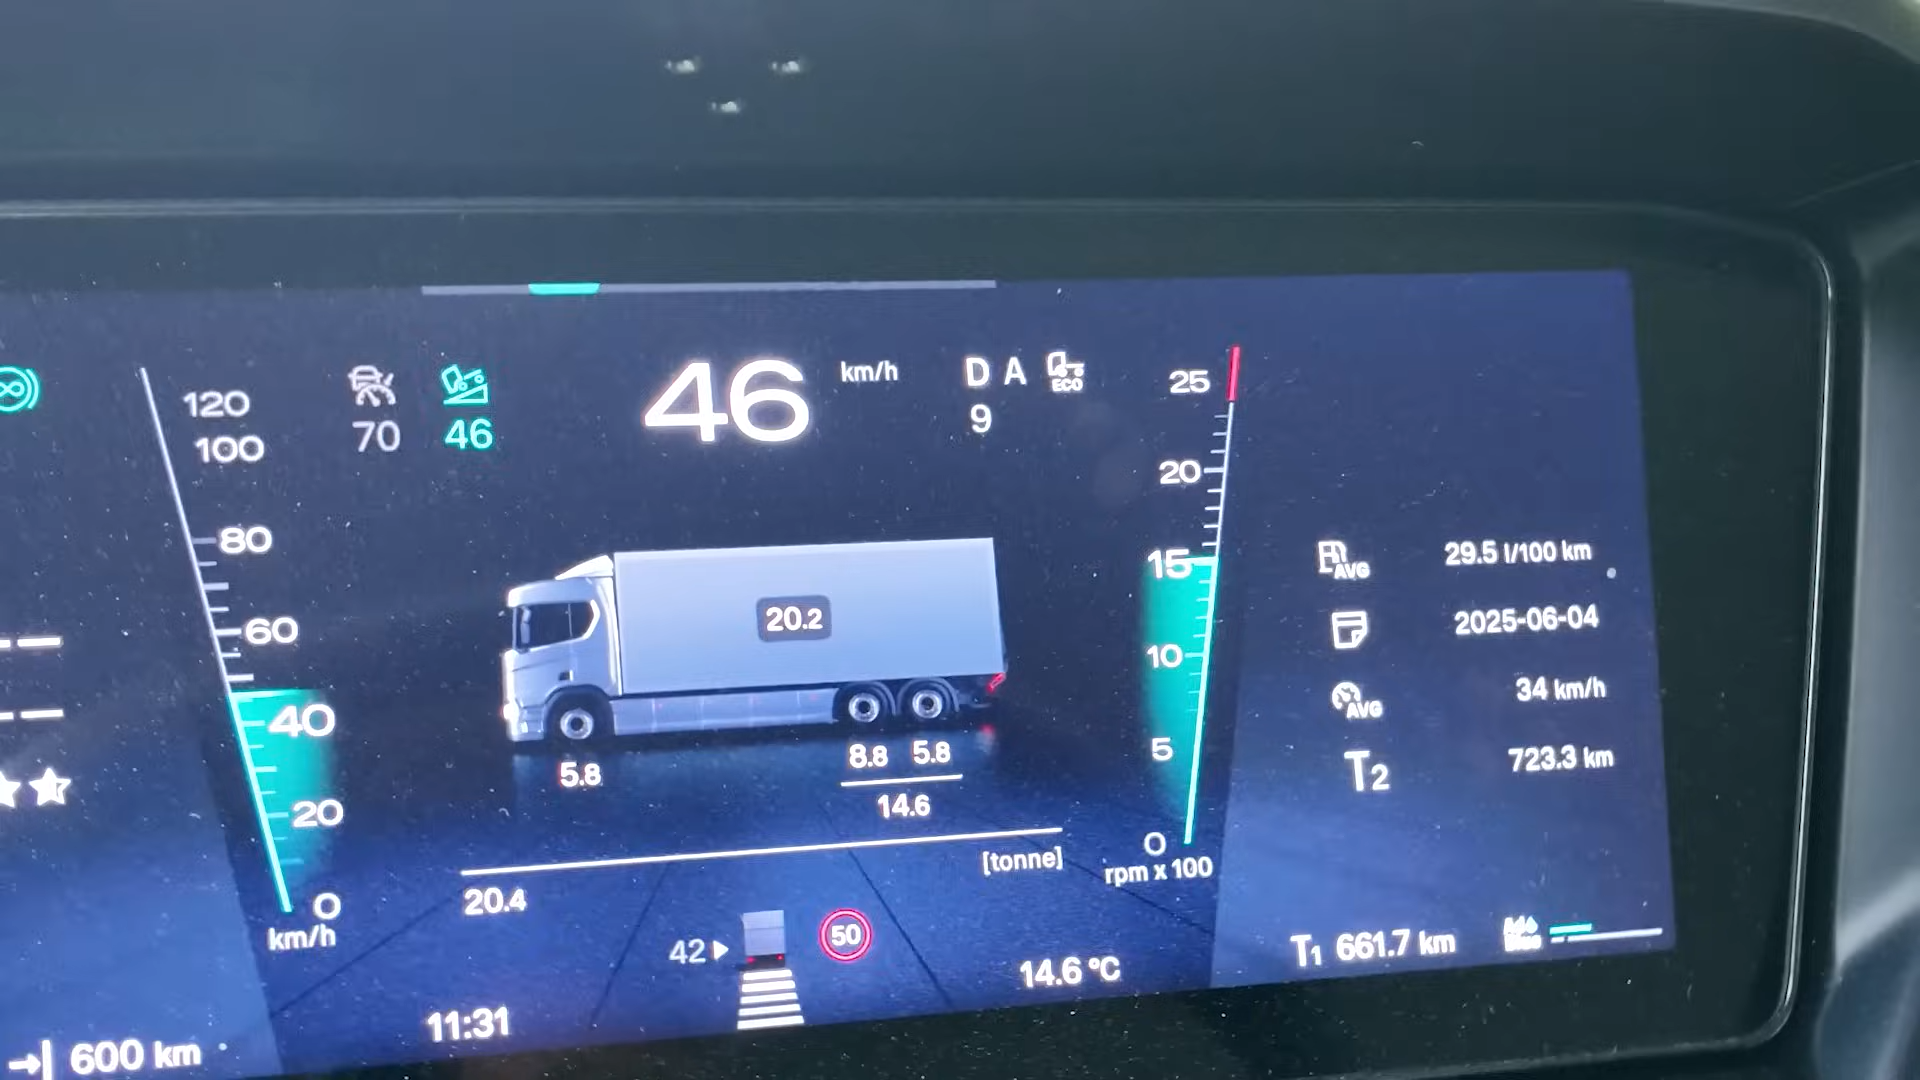 120
100
80
60
40
20
0
km/h
70
46
46 km/h
D A
9
ECO
25
20
15
10
5
0
rpm x 100
20.2
5.8
8.8 5.8
14.6
20.4
[tonne]
42
50
14.6 °C
11:31
600 km
AVG 29.5 l/100 km
2025-06-04
AVG 34 km/h
T2 723.3 km
T1 661.7 km